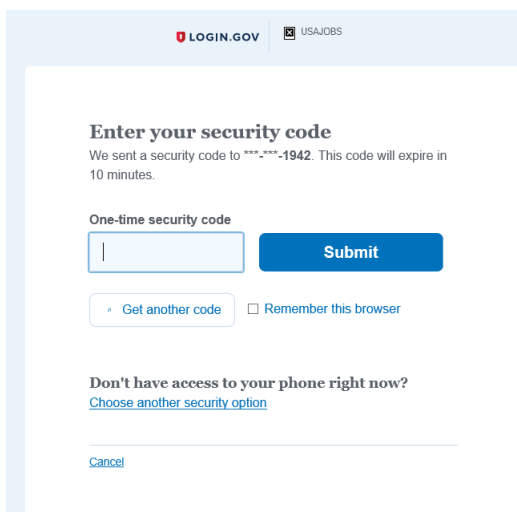 LOGIN.GOV USAJOBS
Enter your security code
We sent a security code to ***-***-1942. This code will expire in
10 minutes.
One-time security code
Submit
Get another code Remember this browser
Don't have access to your phone right now?
Choose another security option
Cancel